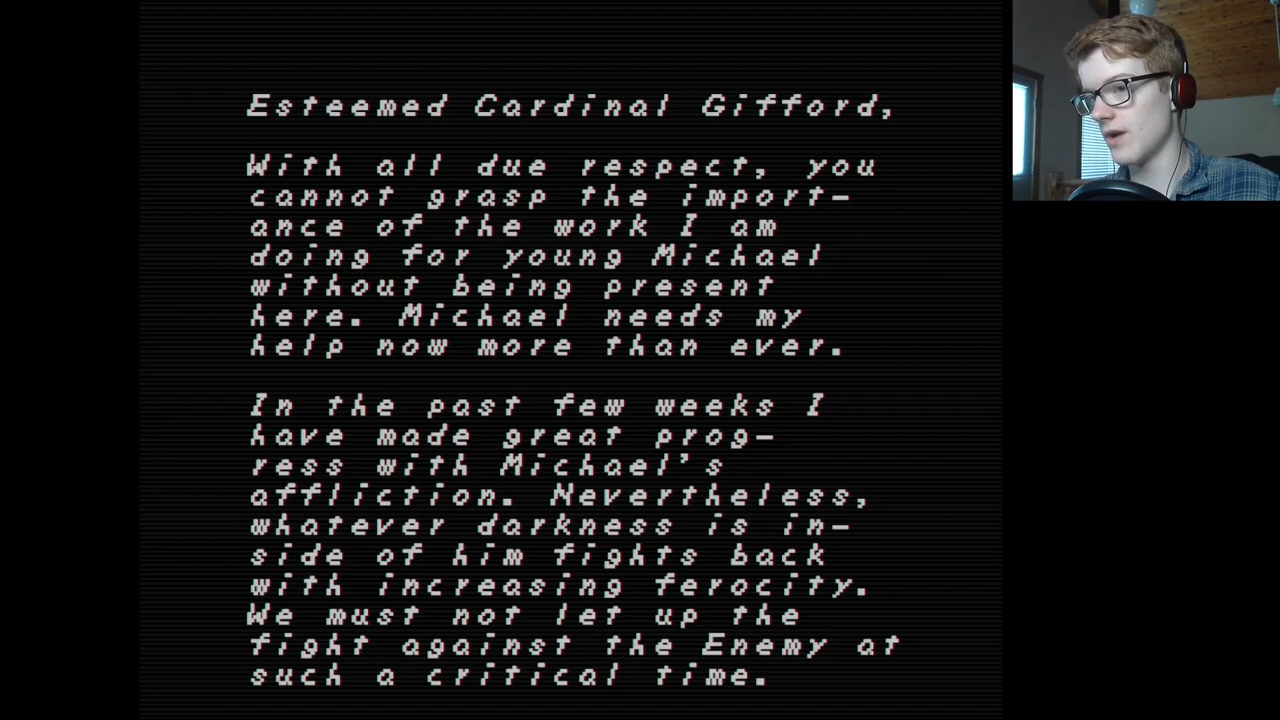 Esteemed Cardinal Gifford,
With all due respect, you
cannot grasp the import-
ance of the work I am
doing for young Michael
without being present
here. Michael needs my
help now more than ever.
In the past few weeks I
have made great prog-
ress with Michael's
affliction. Nevertheless,
whatever darkness is in-
side of him fights back
with increasing ferocity.
We must not let up the
fight against the Enemy at
such a critical time.